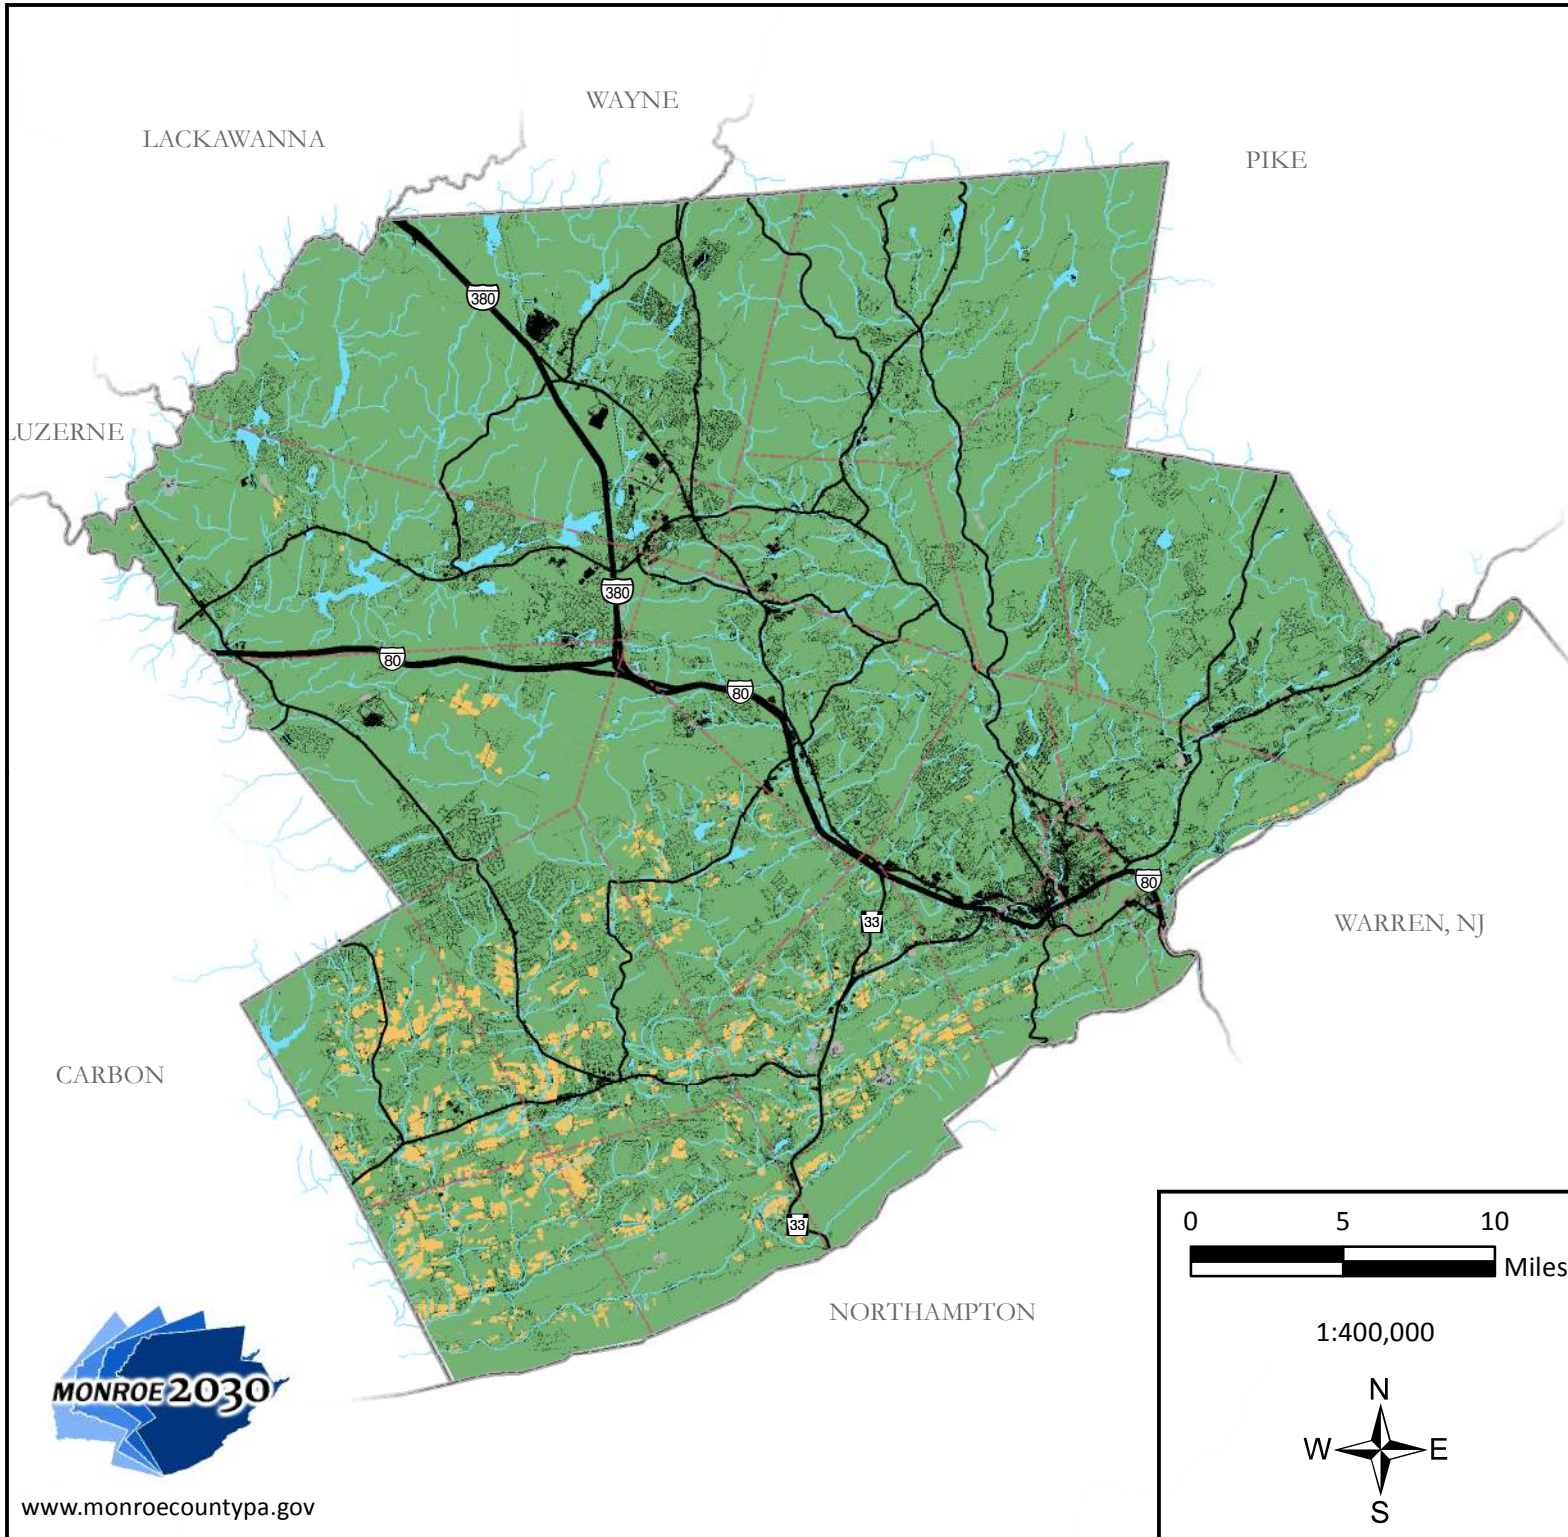 WAYNE
LACKAWANNA
PIKE
380
LUZERNE
380
80
80
80
33
WARREN, NJ
CARBON
33
0 5 10
Miles
NORTHAMPTON
1:400,000
MONROE 2030
N
W E
S
www.monroecountypa.gov